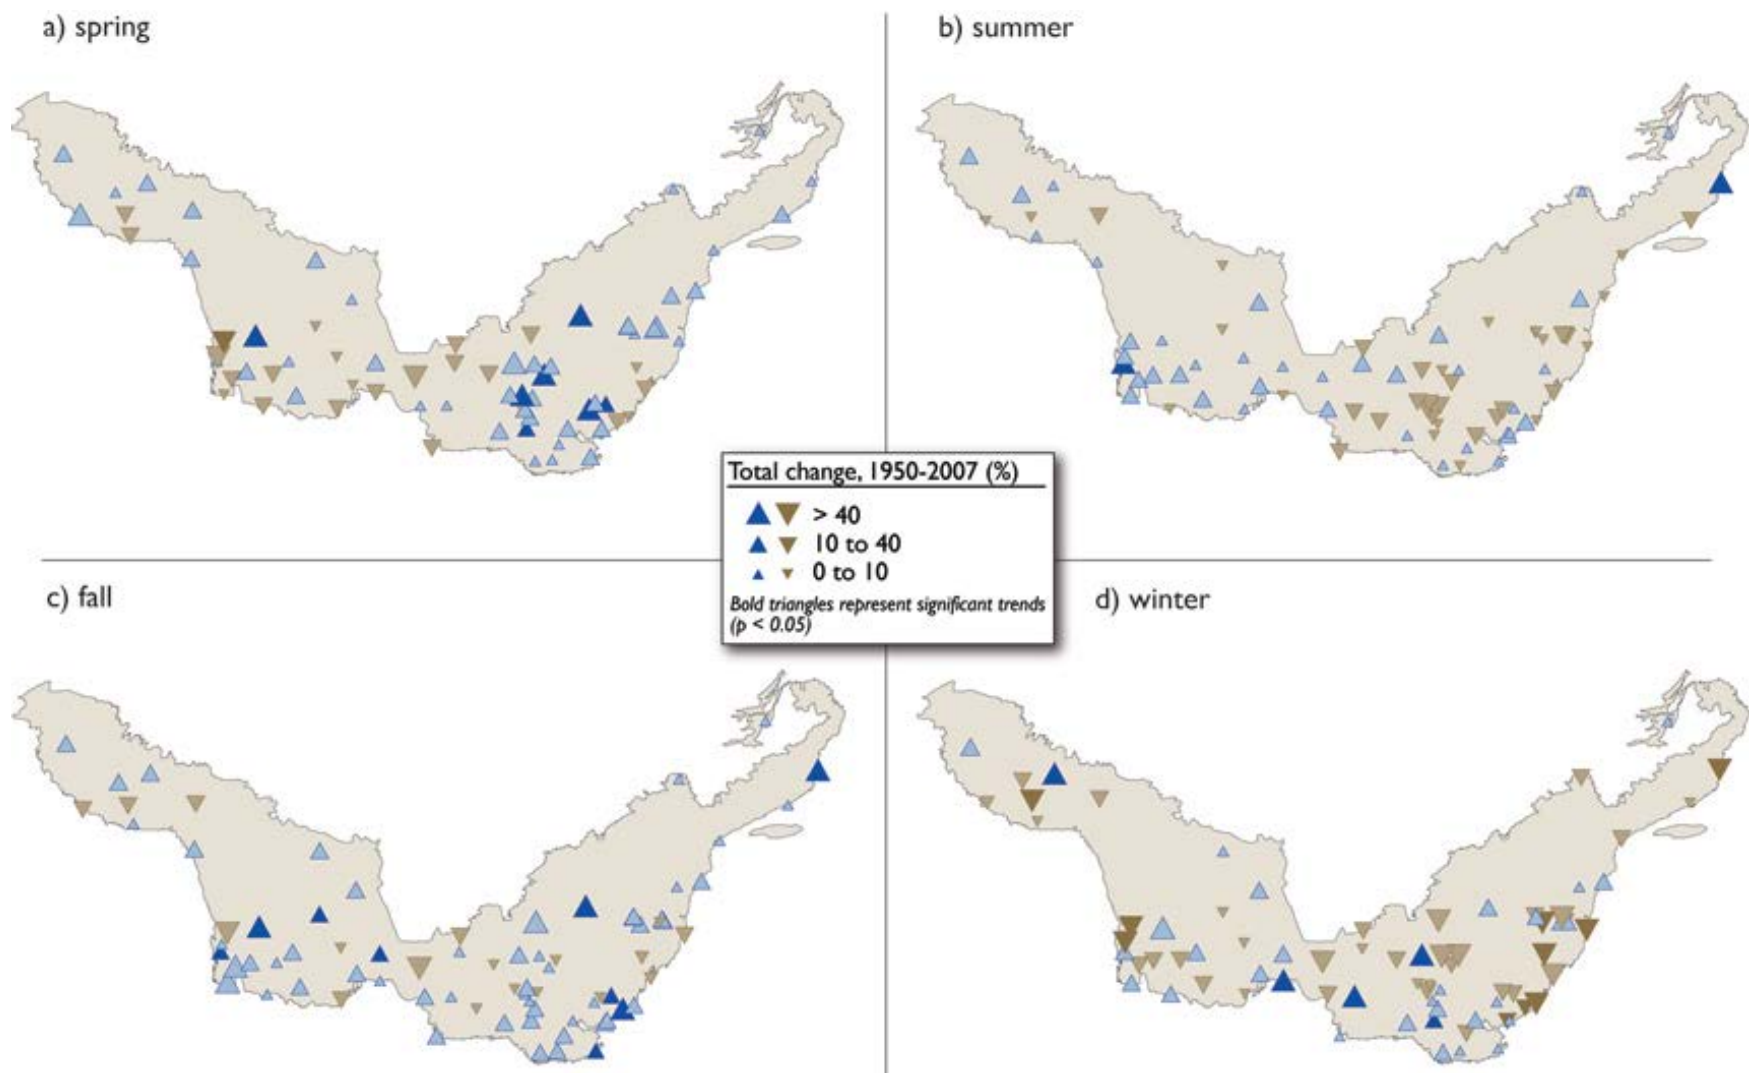 a) spring
b) summer
Total change, 1950-2007 (%)
> 40
10 to 40
0 to 10
Bold triangles represent significant trends
(p < 0.05)
c) fall
d) winter